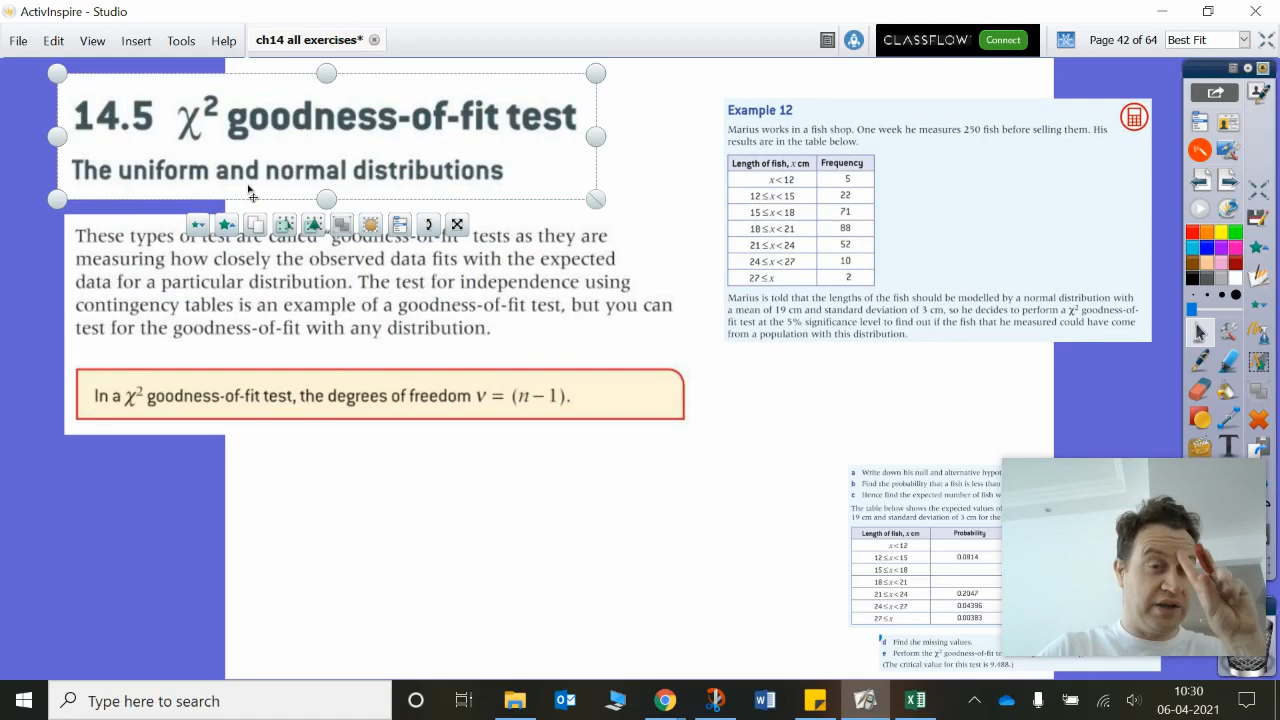 ActivInspire - Studio
File Edit View Insert Tools Help
ch14 all exercises*
CLASSFLOW Connect
Page 42 of 64
Best Fit
14.5 χ² goodness-of-fit test
The uniform and normal distributions
These types of test are called "goodness-of-fit" tests as they are
measuring how closely the observed data fits with the expected
data for a particular distribution. The test for independence using
contingency tables is an example of a goodness-of-fit test, but you can
test for the goodness-of-fit with any distribution.
In a χ² goodness-of-fit test, the degrees of freedom ν = (n – 1).
Example 12
Marius works in a fish shop. One week he measures 250 fish before selling them. His
results are in the table below.
Length of fish, x cm Frequency
x < 12 5
12 ≤ x < 15 22
15 ≤ x < 18 71
18 ≤ x < 21 88
21 ≤ x < 24 52
24 ≤ x < 27 10
27 ≤ x 2
Marius is told that the lengths of the fish should be modelled by a normal distribution with
a mean of 19 cm and standard deviation of 3 cm, so he decides to perform a χ² goodness-of-
fit test at the 5% significance level to find out if the fish that he measured could have come
from a population with this distribution.
a Write down his null and alternative
b Find the probability that a fish is less than
c Hence find the expected number of fish
The table below shows the expected values of
19 cm and standard deviation of 3 cm for the
Length of fish, x cm Probability
x < 12
12 ≤ x < 15 0.0814
15 ≤ x < 18
18 ≤ x < 21
21 ≤ x < 24 0.2047
24 ≤ x < 27 0.04396
27 ≤ x 0.00383
d Find the missing values.
e Perform the χ² goodness-of-fit
(The critical value for this test is 9.488.)
Type here to search
10:30
06-04-2021